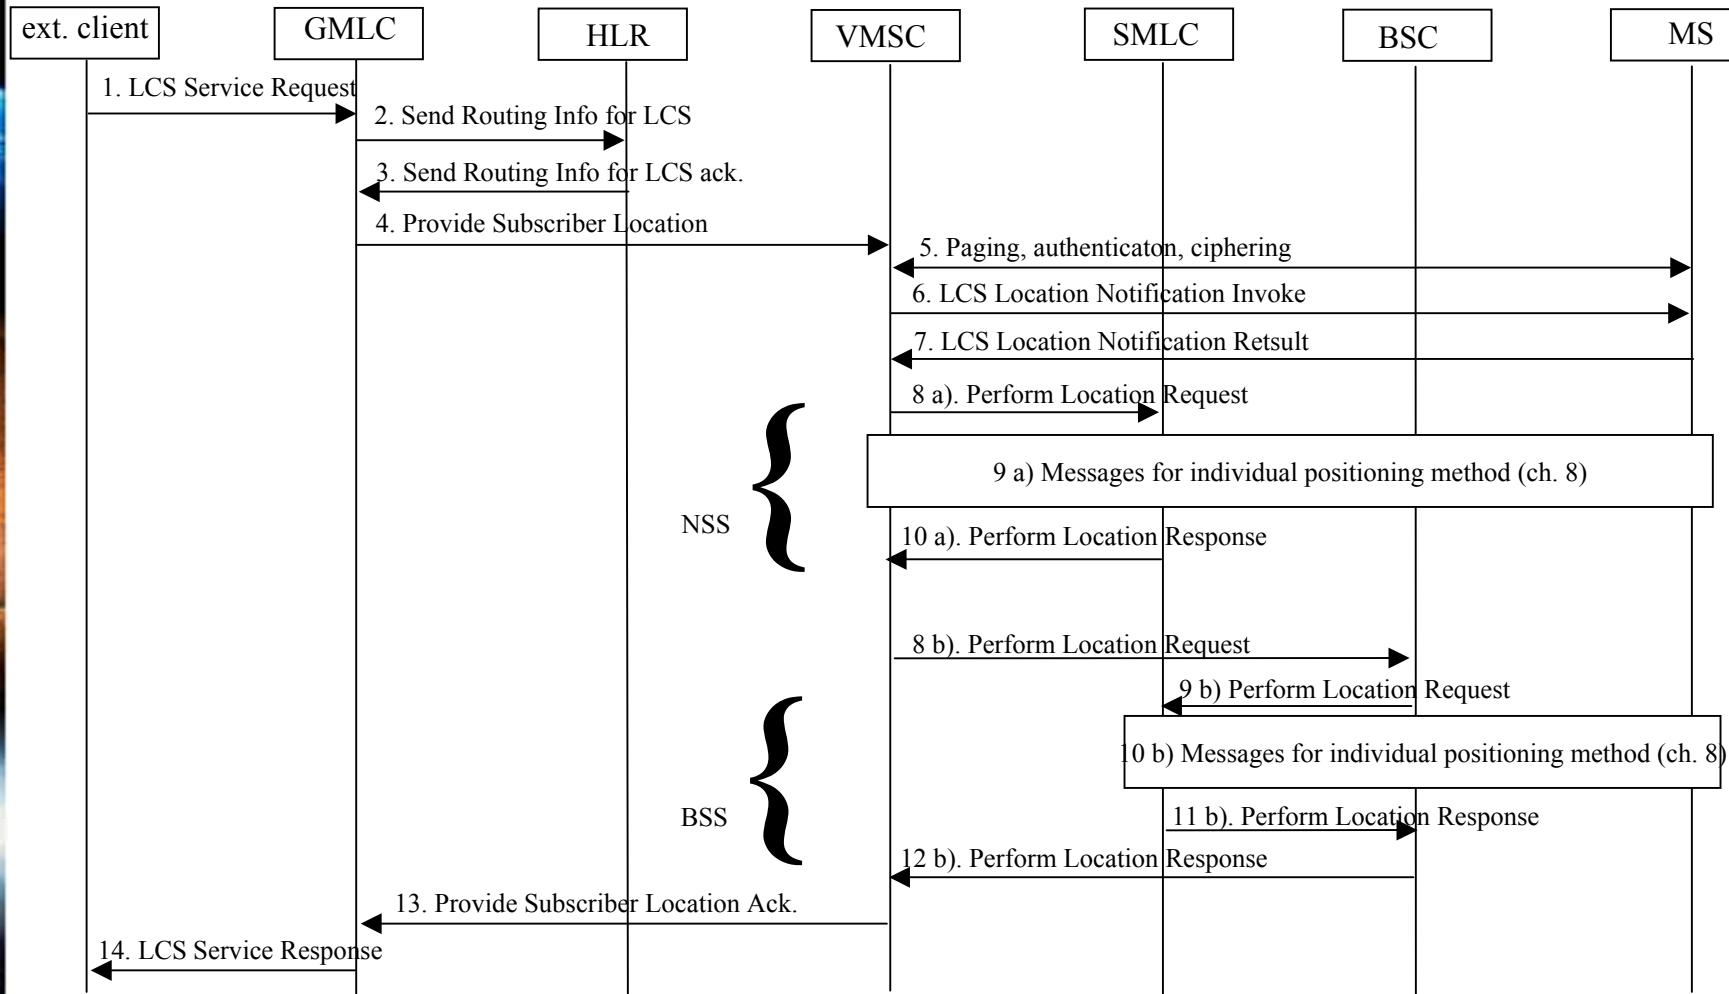 ext. client
GMLC
HLR
VMSC
SMLC
BSC
MS
1. LCS Service Request
2. Send Routing Info for LCS
3. Send Routing Info for LCS ack.
4. Provide Subscriber Location
5. Paging, authenticaton, ciphering
6. LCS Location Notification Invoke
7. LCS Location Notification Retsult
8 a). Perform Location Request
9 a) Messages for individual positioning method (ch. 8)
NSS
10 a). Perform Location Response
8 b). Perform Location Request
9 b) Perform Location Request
10 b) Messages for individual positioning method (ch. 8)
BSS
11 b). Perform Location Response
12 b). Perform Location Response
13. Provide Subscriber Location Ack.
14. LCS Service Response